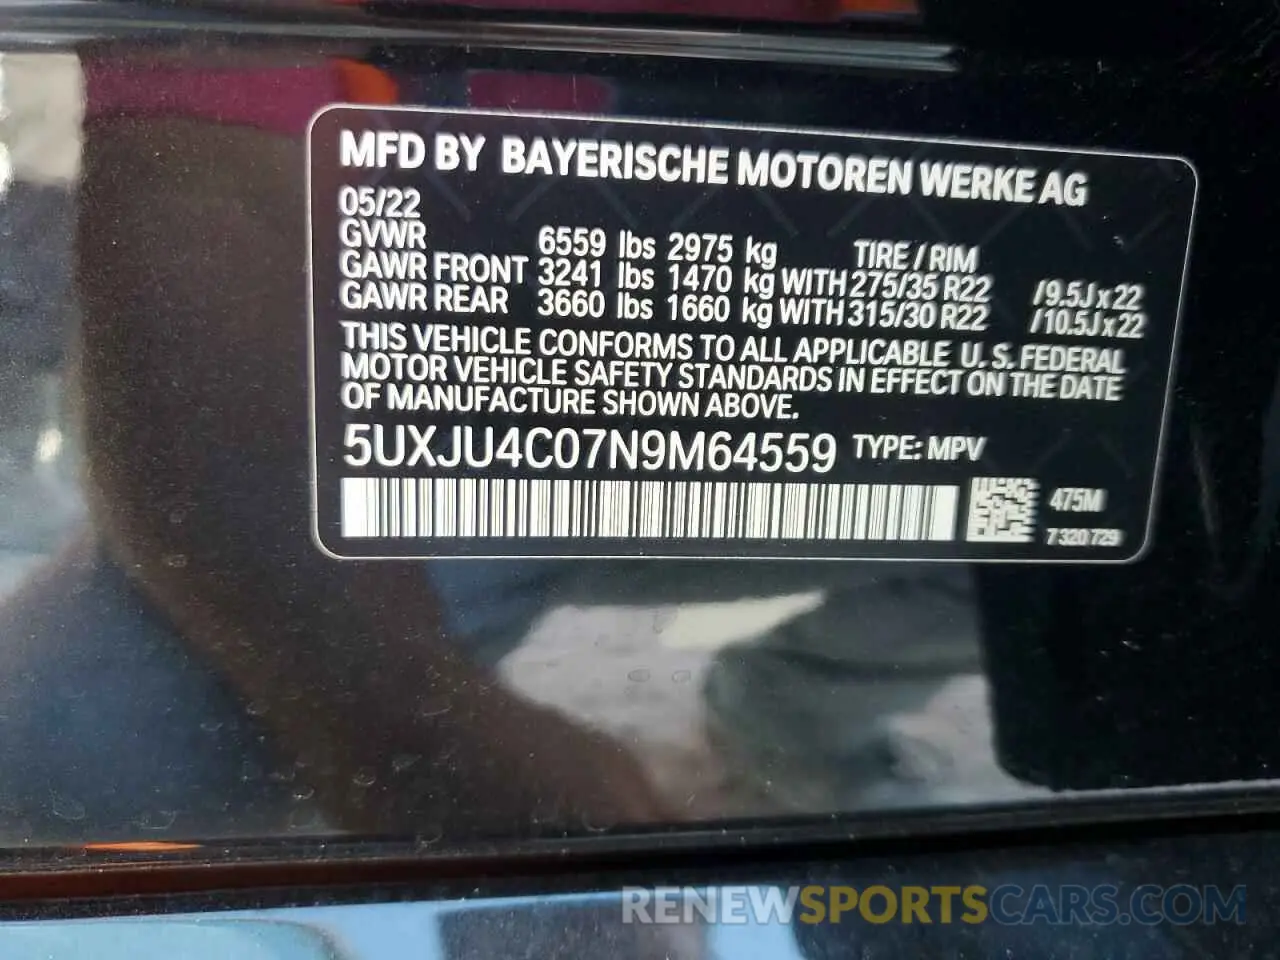 MFD BY BAYERISCHE MOTOREN WERKE AG
05/22
GVWR 6559 lbs 2975 kg TIRE / RIM
GAWR FRONT 3241 lbs 1470 kg WITH 275/35 R22 /9.5J x 22
GAWR REAR 3660 lbs 1660 kg WITH 315/30 R22 /10.5J x 22
THIS VEHICLE CONFORMS TO ALL APPLICABLE U. S. FEDERAL
MOTOR VEHICLE SAFETY STANDARDS IN EFFECT ON THE DATE
OF MANUFACTURE SHOWN ABOVE.
5UXJU4C07N9M64559 TYPE: MPV
475M
7 320 729
RENEWSPORTSCARS.COM